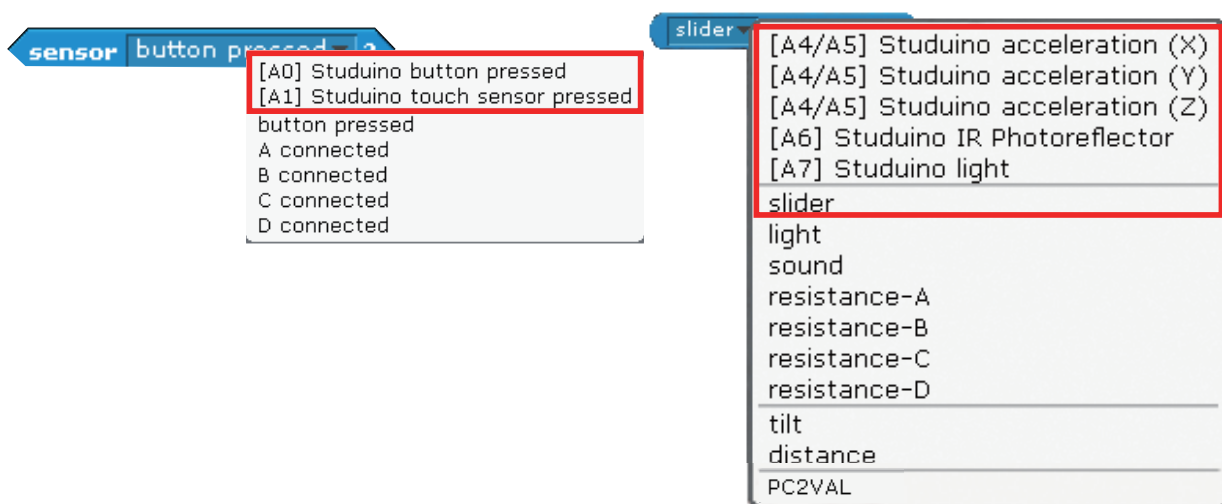 sensor button pressed ?
[A0] Studuino button pressed
[A1] Studuino touch sensor pressed
button pressed
A connected
B connected
C connected
D connected
slider
[A4/A5] Studuino acceleration (X)
[A4/A5] Studuino acceleration (Y)
[A4/A5] Studuino acceleration (Z)
[A6] Studuino IR Photoreflector
[A7] Studuino light
slider
light
sound
resistance-A
resistance-B
resistance-C
resistance-D
tilt
distance
PC2VAL